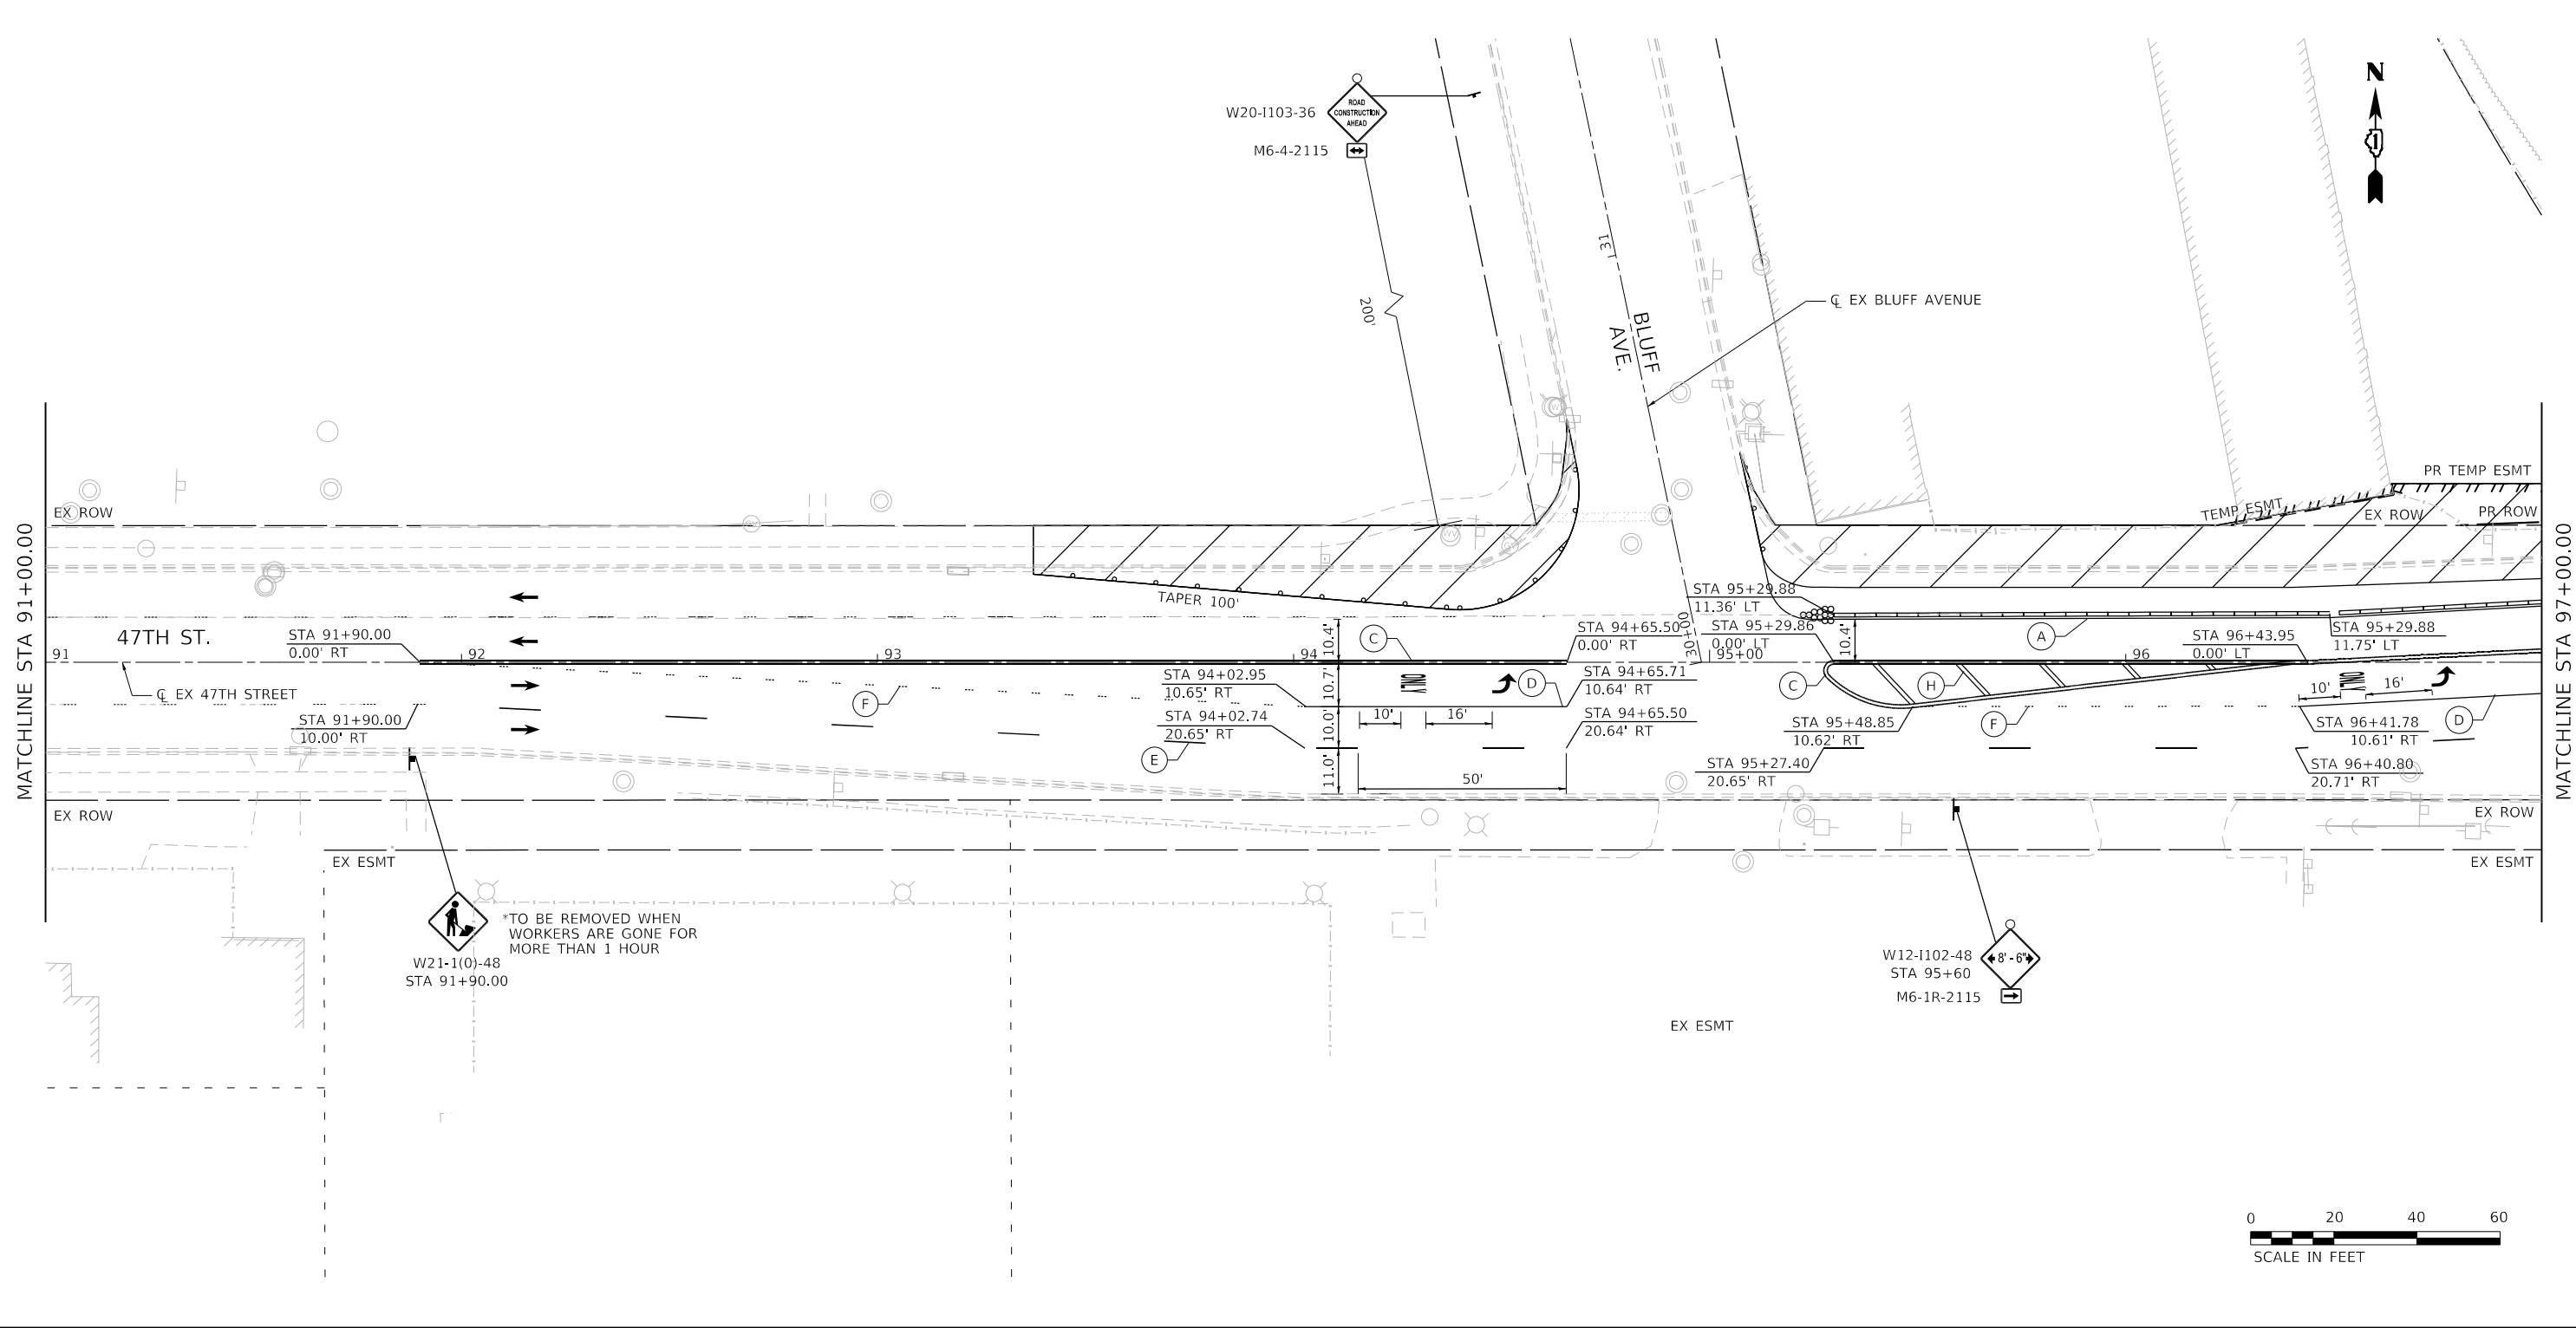 N
1
W20-I103-36
ROAD
CONSTRUCTION
AHEAD
M6-4-2115
200'
31
BLUFF
AVE.
℄ EX BLUFF AVENUE
MATCHLINE STA 91+00.00
EX ROW
47TH ST.
91
℄ EX 47TH STREET
STA 91+90.00
0.00' RT
STA 91+90.00
10.00' RT
92
93
94
F
TAPER 100'
C
10.4'
10.7'
10.0'
11.0'
STA 94+02.95
10.65' RT
STA 94+02.74
20.65' RT
E
ONLY
D
10'
16'
50'
STA 94+65.50
0.00' RT
STA 94+65.71
10.64' RT
STA 94+65.50
20.64' RT
30+00
95+00
STA 95+29.88
11.36' LT
STA 95+29.86
0.00' LT
10.4'
C
H
A
96
STA 95+48.85
10.62' RT
STA 95+27.40
20.65' RT
F
STA 96+43.95
0.00' LT
STA 95+29.88
11.75' LT
10'
ONLY
16'
D
STA 96+41.78
10.61' RT
STA 96+40.80
20.71' RT
PR TEMP ESMT
TEMP ESMT
EX ROW
PR ROW
MATCHLINE STA 97+00.00
EX ROW
EX ROW
EX ESMT
EX ESMT
*TO BE REMOVED WHEN
WORKERS ARE GONE FOR
MORE THAN 1 HOUR
W21-1(0)-48
STA 91+90.00
W12-I102-48
STA 95+60
8'-6"
M6-1R-2115
EX ESMT
0 20 40 60
SCALE IN FEET